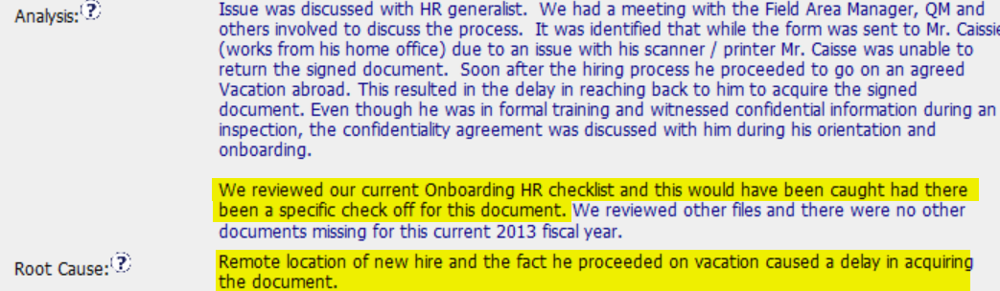 Analysis: ? Issue was discussed with HR generalist. We had a meeting with the Field Area Manager, QM and
others involved to discuss the process. It was identified that while the form was sent to Mr. Caissie
(works from his home office) due to an issue with his scanner / printer Mr. Caisse was unable to
return the signed document. Soon after the hiring process he proceeded to go on an agreed
Vacation abroad. This resulted in the delay in reaching back to him to acquire the signed
document. Even though he was in formal training and witnessed confidential information during an
inspection, the confidentiality agreement was discussed with him during his orientation and
onboarding.
We reviewed our current Onboarding HR checklist and this would have been caught had there
been a specific check off for this document. We reviewed other files and there were no other
documents missing for this current 2013 fiscal year.
Root Cause: ? Remote location of new hire and the fact he proceeded on vacation caused a delay in acquiring
the document.